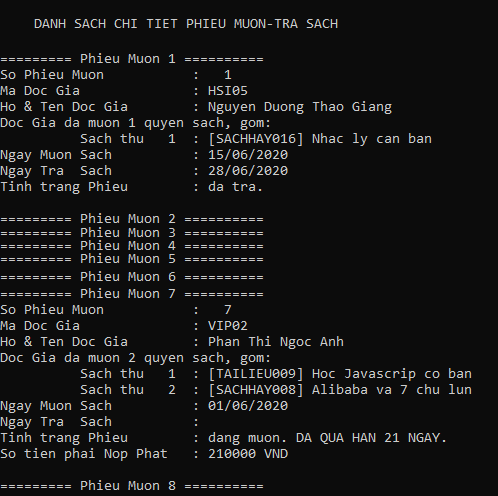 DANH SACH CHI TIET PHIEU MUON-TRA SACH
========= Phieu Muon 1 ==========
So Phieu Muon : 1
Ma Doc Gia : HSI05
Ho & Ten Doc Gia : Nguyen Duong Thao Giang
Doc Gia da muon 1 quyen sach, gom:
Sach thu 1 : [SACHHAY016] Nhac ly can ban
Ngay Muon Sach : 15/06/2020
Ngay Tra Sach : 28/06/2020
Tinh trang Phieu : da tra.
========= Phieu Muon 2 ==========
========= Phieu Muon 3 ==========
========= Phieu Muon 4 ==========
========= Phieu Muon 5 ==========
========= Phieu Muon 6 ==========
========= Phieu Muon 7 ==========
So Phieu Muon : 7
Ma Doc Gia : VIP02
Ho & Ten Doc Gia : Phan Thi Ngoc Anh
Doc Gia da muon 2 quyen sach, gom:
Sach thu 1 : [TAILIEU009] Hoc Javascrip co ban
Sach thu 2 : [SACHHAY008] Alibaba va 7 chu lun
Ngay Muon Sach : 01/06/2020
Ngay Tra Sach :
Tinh trang Phieu : dang muon. DA QUA HAN 21 NGAY.
So tien phai Nop Phat : 210000 VND
========= Phieu Muon 8 ==========